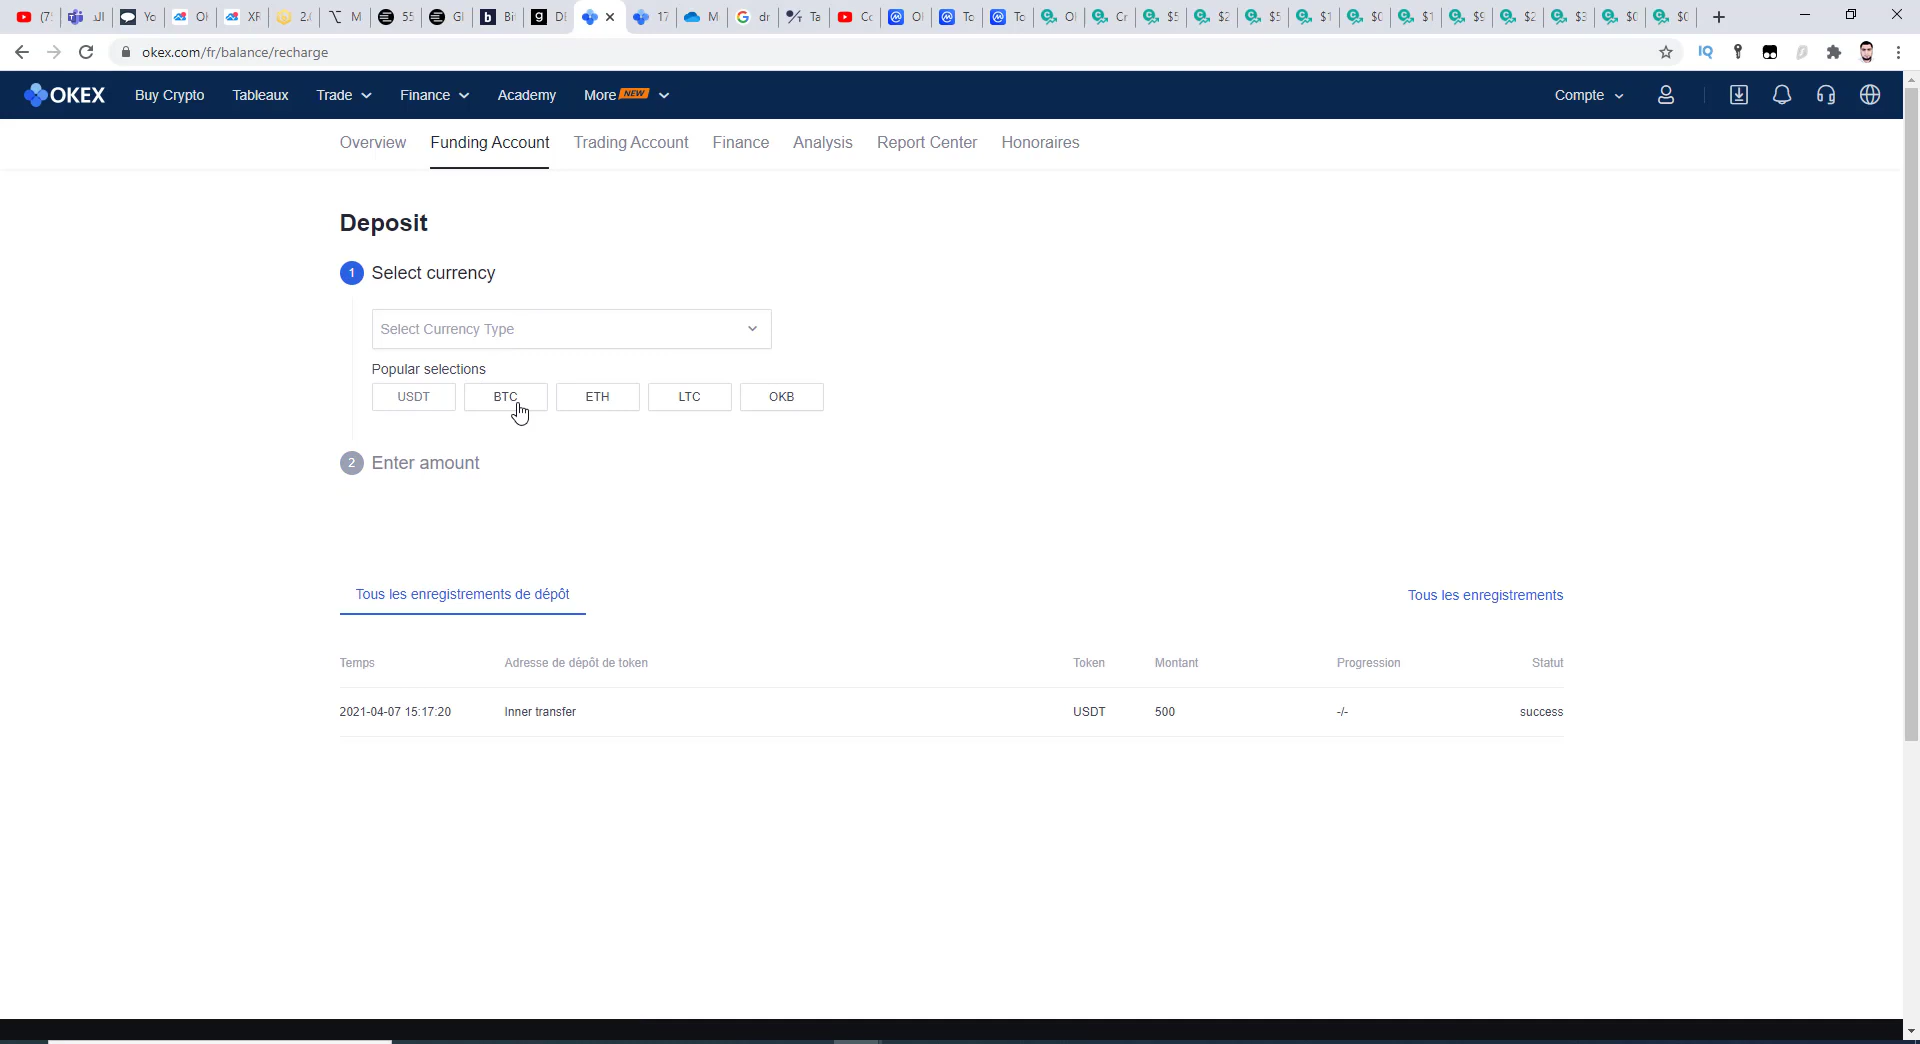 okex.com/fr/balance/recharge
OKEX Buy Crypto Tableaux Trade Finance Academy More NEW Compte
Overview Funding Account Trading Account Finance Analysis Report Center Honoraires
Deposit
1 Select currency
Select Currency Type
Popular selections
USDT BTC ETH LTC OKB
2 Enter amount
Tous les enregistrements de dépôt Tous les enregistrements
Temps Adresse de dépôt de token Token Montant Progression Statut
2021-04-07 15:17:20 Inner transfer USDT 500 -/- success